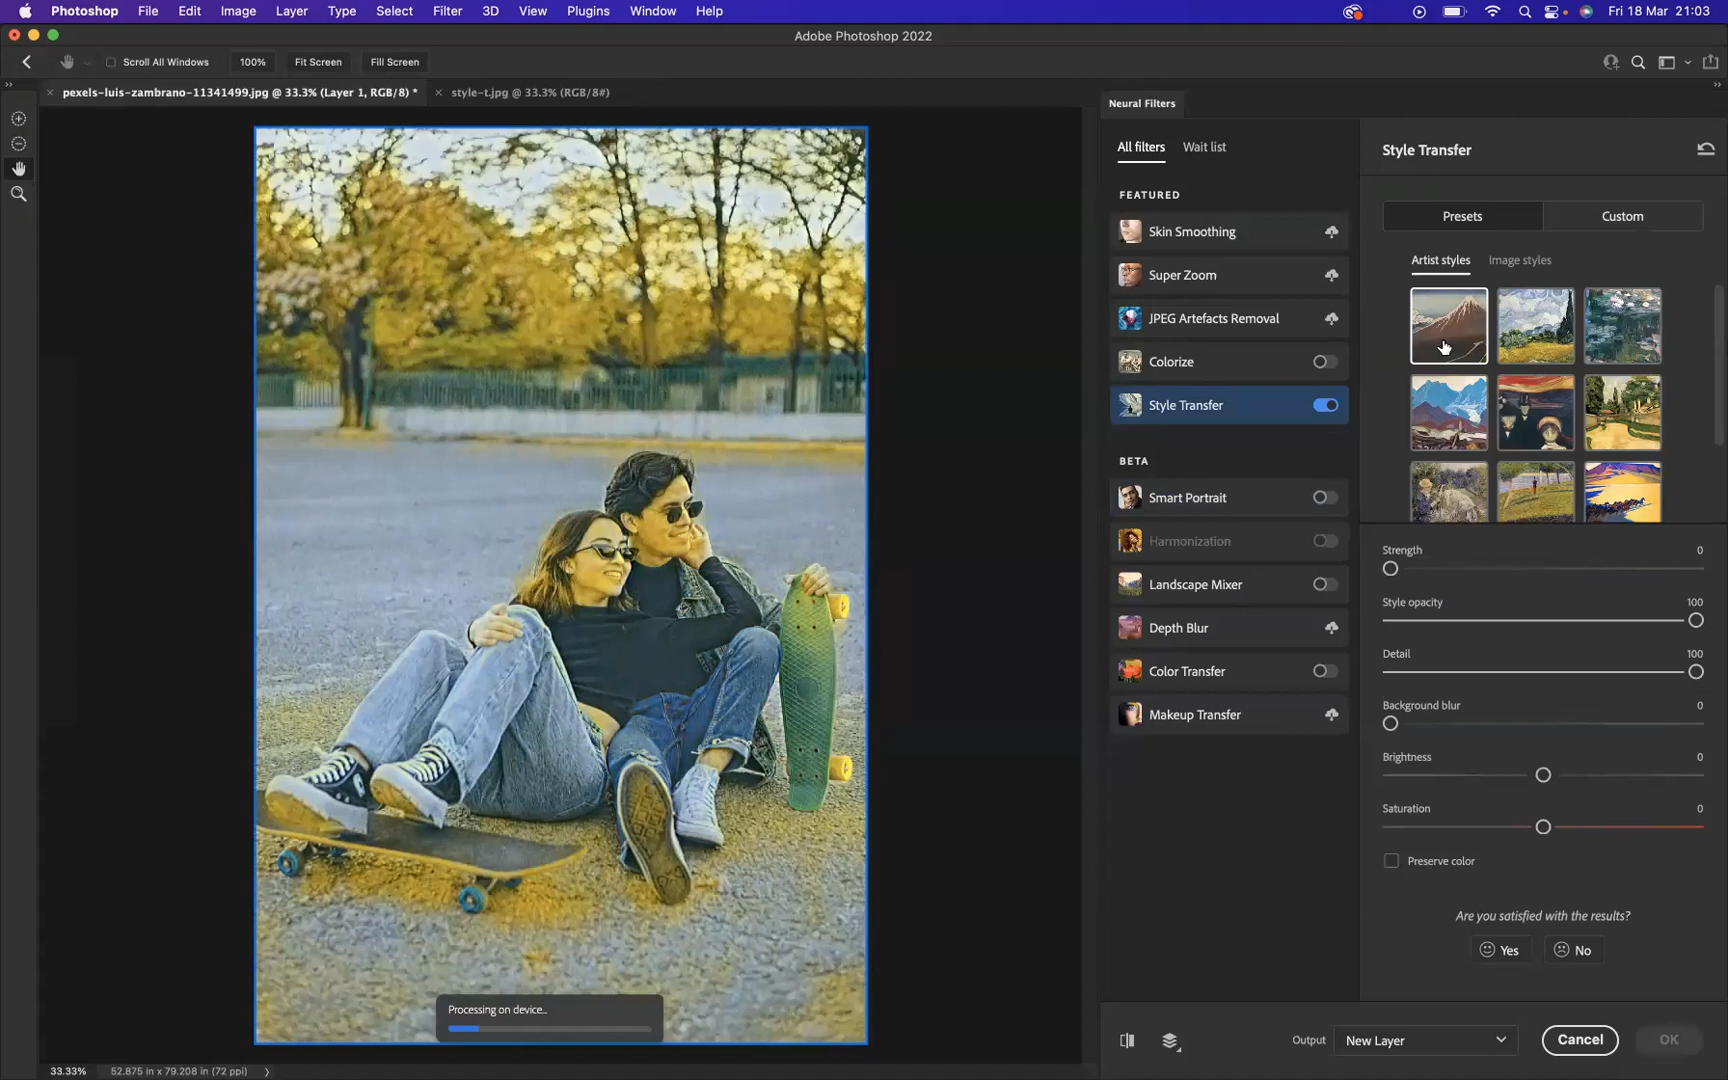 Photoshop File Edit Image Layer Type Select Filter 3D View Plugins Window Help Fri 18 Mar 21:03
Adobe Photoshop 2022
Scroll All Windows 100% Fit Screen Fill Screen
pexels-luis-zambrano-11341499.jpg @ 33.3% (Layer 1, RGB/8) * style-t.jpg @ 33.3% (RGB/8#)
Neural Filters
All filters Wait list
Style Transfer
FEATURED
Presets Custom
Skin Smoothing
Artist styles Image styles
Super Zoom
JPEG Artefacts Removal
Colorize
Style Transfer
BETA
Smart Portrait
Harmonization
Strength 0
Landscape Mixer
Style opacity 100
Depth Blur
Detail 100
Color Transfer
Background blur 0
Makeup Transfer
Brightness 0
Saturation 0
Preserve color
Are you satisfied with the results?
Yes No
Processing on device...
Output New Layer Cancel OK
33.33% 52.875 in x 79.208 in (72 ppi)